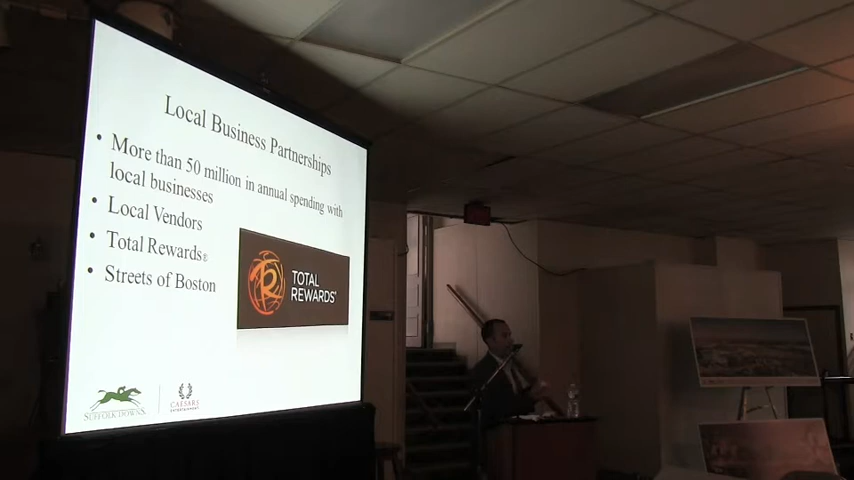 Local Business Partnerships
• More than 50 million in annual spending with
local businesses
• Local Vendors
• Total Rewards®
• Streets of Boston
TOTAL
REWARDS
SUFFOLK DOWNS
CAESARS
ENTERTAINMENT